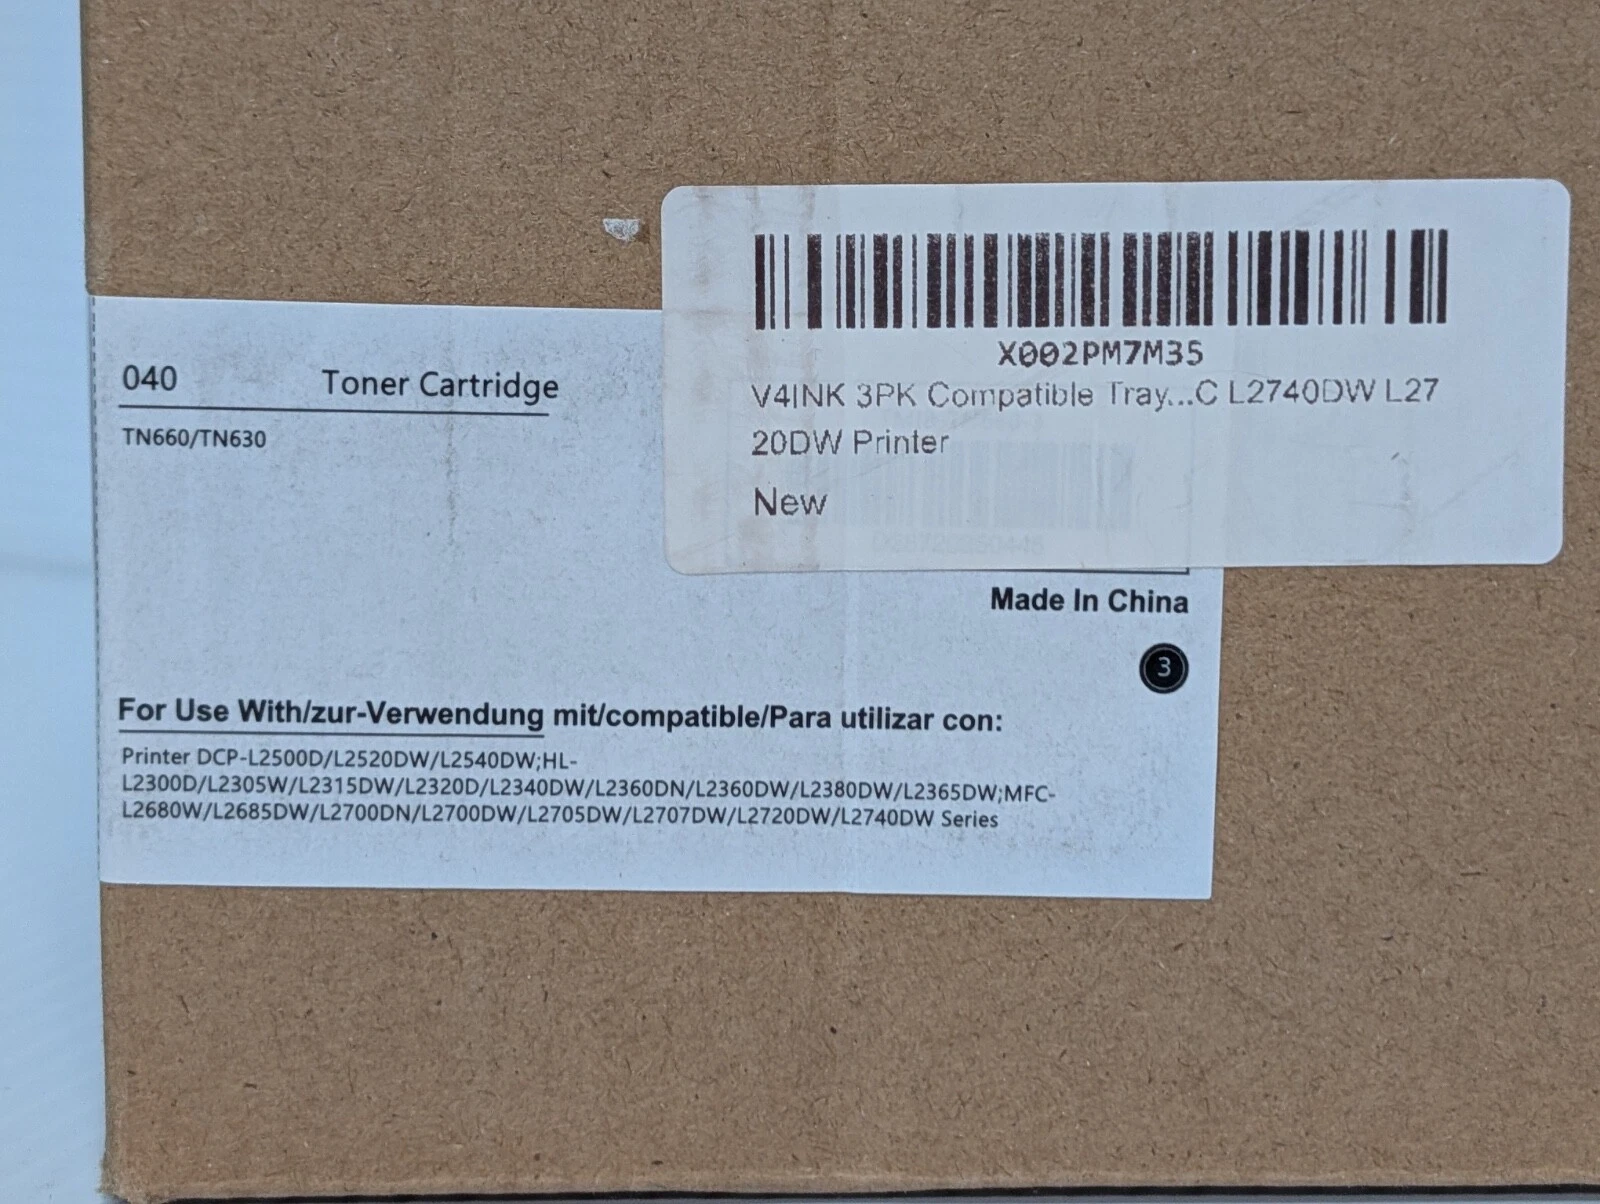 X002PM7M35
V4INK 3PK Compatible Tray...C L2740DW L27
20DW Printer
New
040 Toner Cartridge
TN660/TN630
Made In China
3
For Use With/zur-Verwendung mit/compatible/Para utilizar con:
Printer DCP-L2500D/L2520DW/L2540DW;HL-
L2300D/L2305W/L2315DW/L2320D/L2340DW/L2360DN/L2360DW/L2380DW/L2365DW;MFC-
L2680W/L2685DW/L2700DN/L2700DW/L2705DW/L2707DW/L2720DW/L2740DW Series